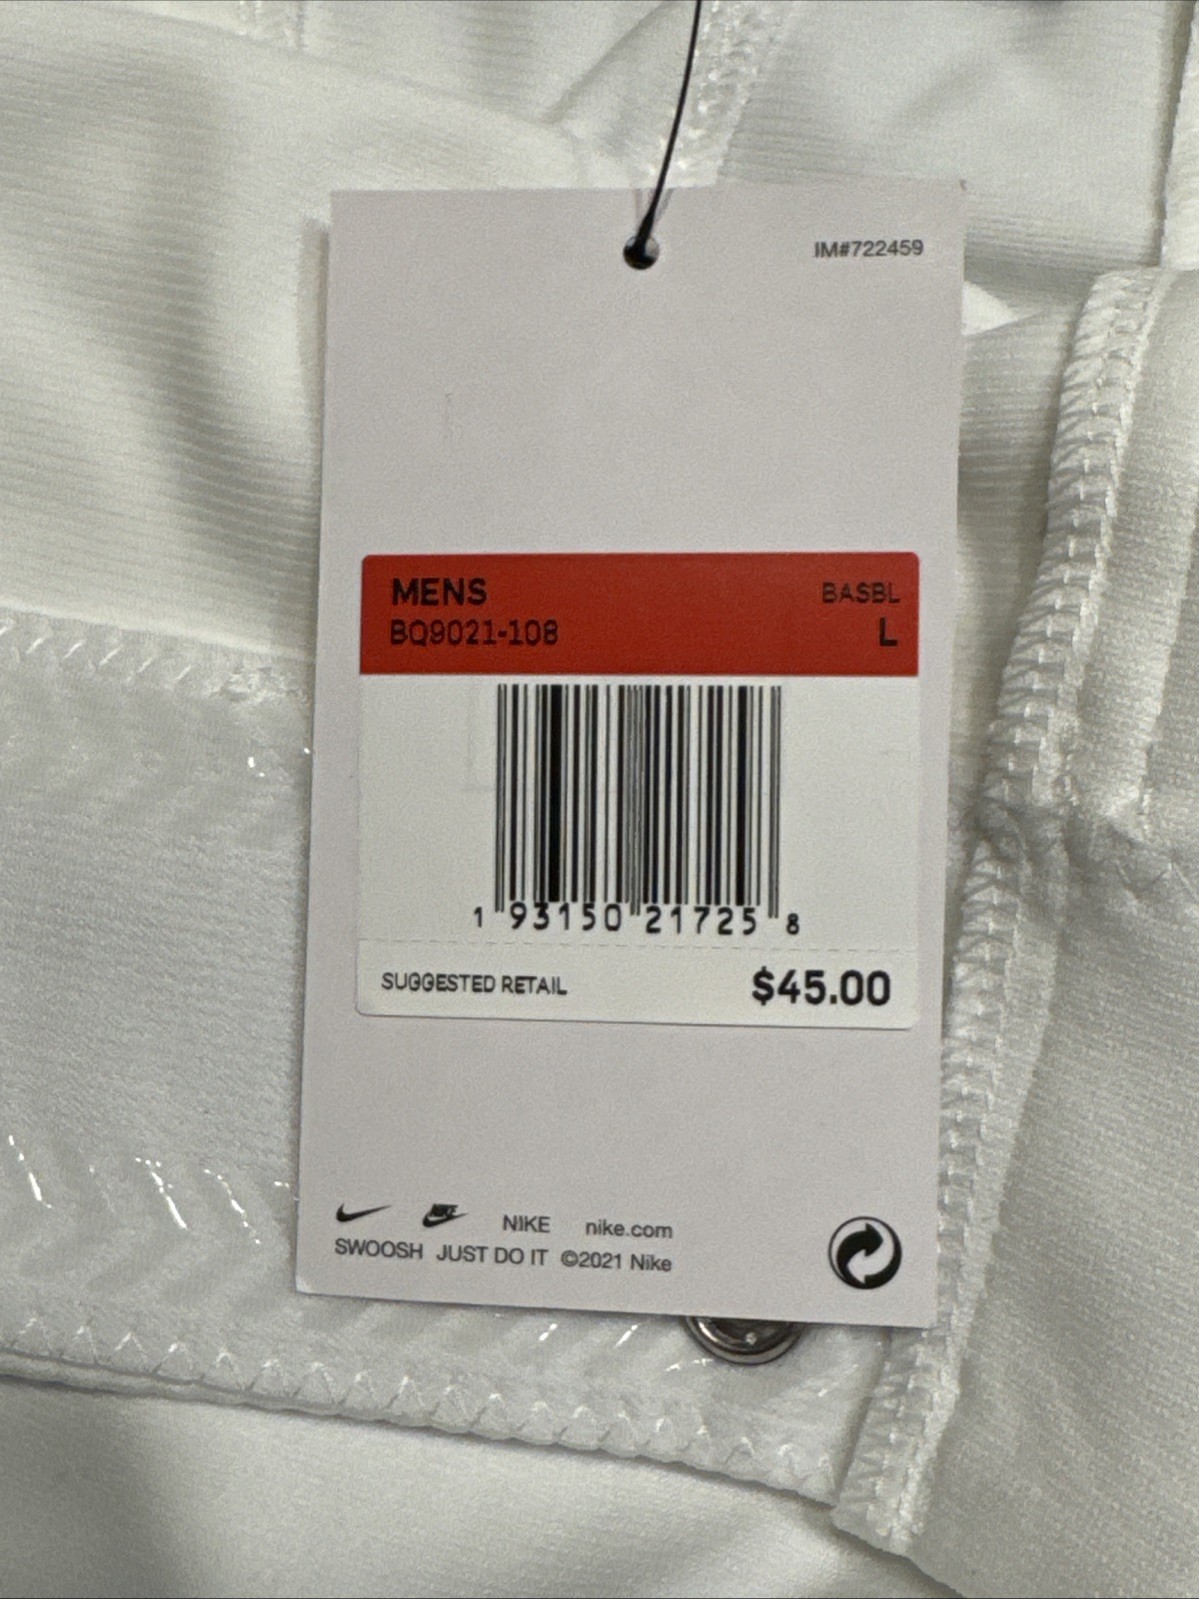 IM#722459
MENS BASBL
BQ9021-108 L
1 93150 21725 8
SUGGESTED RETAIL $45.00
NIKE NIKE nike.com
SWOOSH JUST DO IT ©2021 Nike